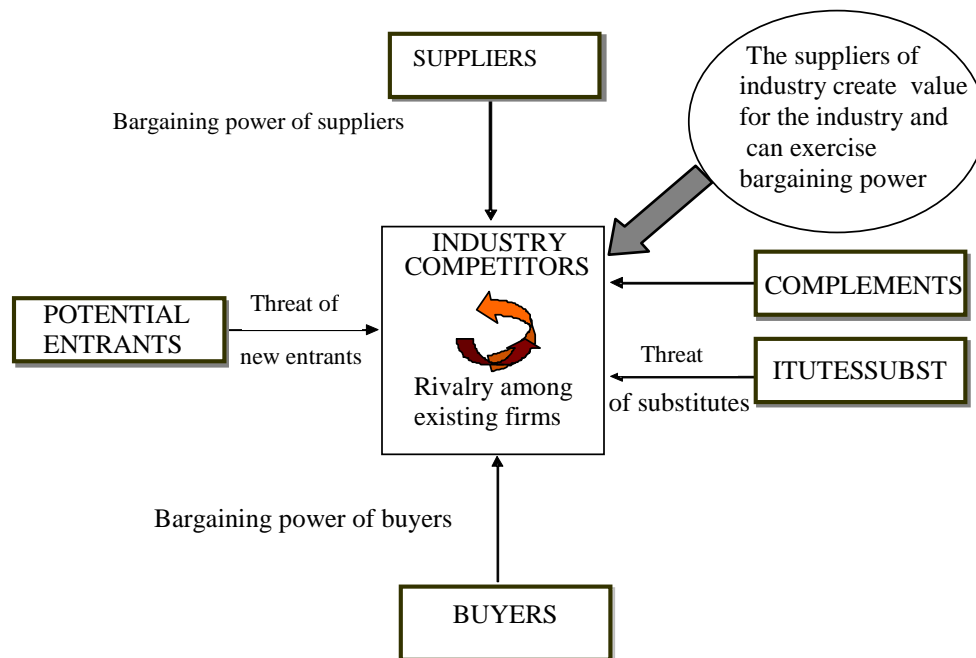 SUPPLIERS
The suppliers of
industry create value
for the industry and
can exercise
bargaining power
Bargaining power of suppliers
INDUSTRY
COMPETITORS
COMPLEMENTS
POTENTIAL
ENTRANTS
Threat of
new entrants
Threat
of substitutes
ITUTESSUBST
Rivalry among
existing firms
Bargaining power of buyers
BUYERS